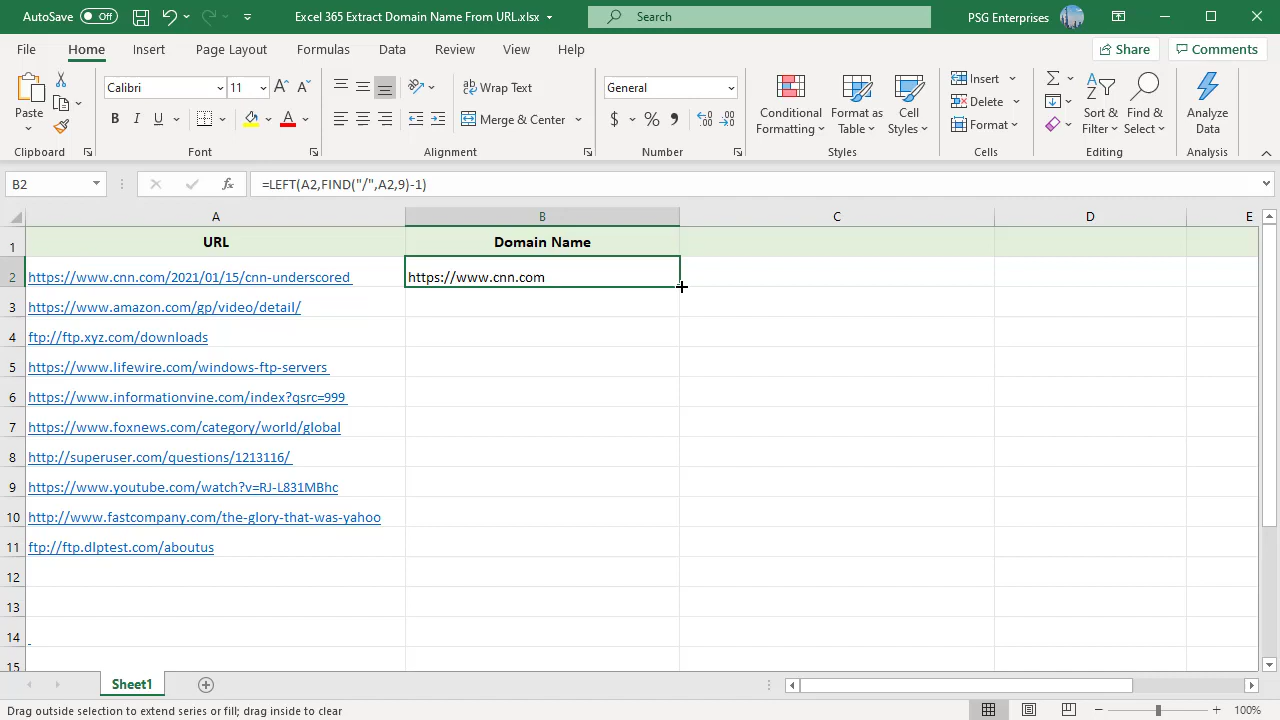 AutoSave Off Excel 365 Extract Domain Name From URL.xlsx Search PSG Enterprises
File Home Insert Page Layout Formulas Data Review View Help Share Comments
Paste Calibri 11 A A Wrap Text General Conditional Formatting Format as Table Cell Styles Insert Sort & Filter Find & Select Analyze Data
Delete
B I U A Merge & Center $ % Format
Clipboard Font Alignment Number Styles Cells Editing Analysis
B2 fx =LEFT(A2,FIND("/",A2,9)-1)
A B C D E
1 URL Domain Name
2 https://www.cnn.com/2021/01/15/cnn-underscored https://www.cnn.com
3 https://www.amazon.com/gp/video/detail/
4 ftp://ftp.xyz.com/downloads
5 https://www.lifewire.com/windows-ftp-servers
6 https://www.informationvine.com/index?qsrc=999
7 https://www.foxnews.com/category/world/global
8 http://superuser.com/questions/1213116/
9 https://www.youtube.com/watch?v=RJ-L831MBhc
10 http://www.fastcompany.com/the-glory-that-was-yahoo
11 ftp://ftp.dlptest.com/aboutus
12
13
14
15
Sheet1
Drag outside selection to extend series or fill; drag inside to clear 100%